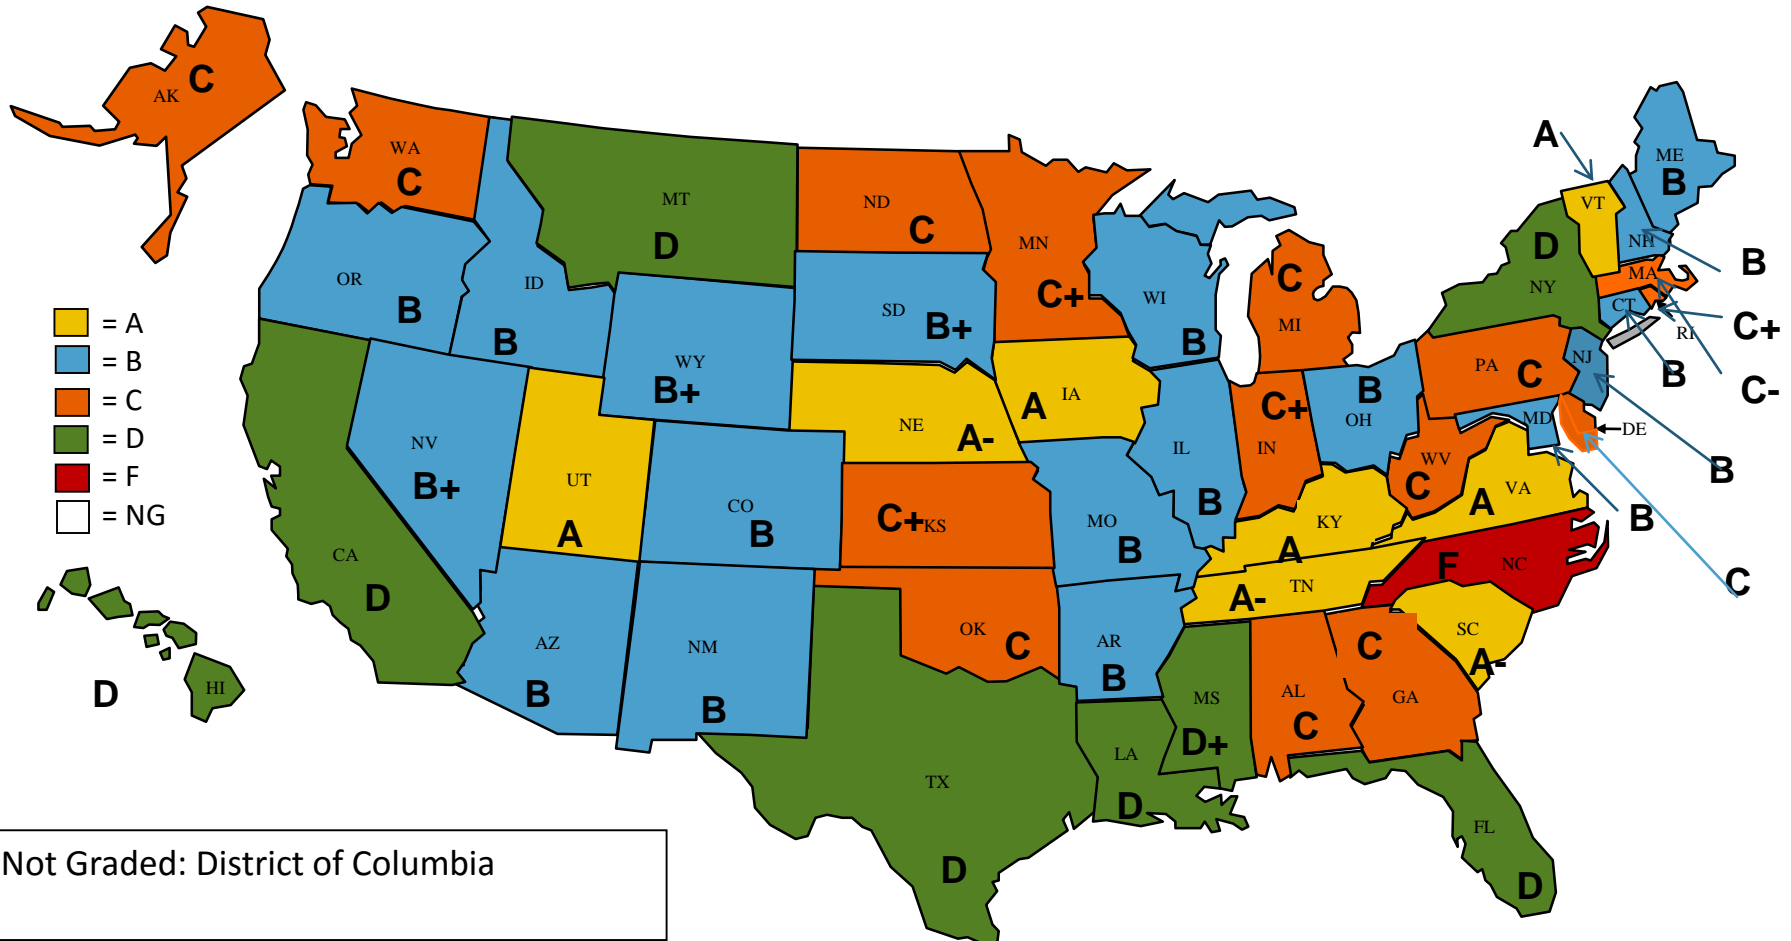 AK C
WA
C
MT
D
ND
C
MN
C+
OR
B
ID
B
SD
B+
WI
B
C
MI
A
VT
ME
B
D
NY
NH
B
MA
CT
RI
C+
B
C-
= A
= B
= C
= D
= F
= NG
WY
B+
NE
A-
A IA
B
OH
C+
IN
PA C
NJ
MD
DE
B
B
C
NV
B+
UT
A
CO
B
C+ KS
MO
B
IL
B
WV
C
VA
A
KY
A
A- TN
F NC
CA
D
AZ
B
NM
B
OK C
AR
B
MS
D+
AL
C
C
GA
SC
A-
D HI
TX
D
LA
D
FL
D
Not Graded: District of Columbia